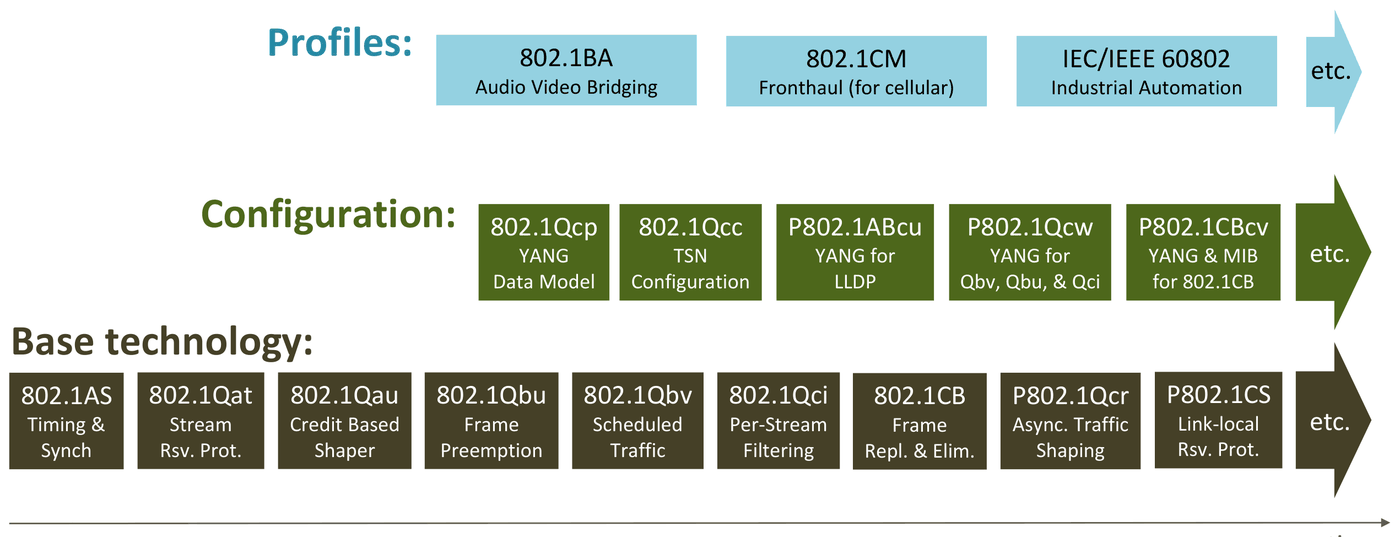 Profiles:
802.1BA
Audio Video Bridging
802.1CM
Fronthaul (for cellular)
IEC/IEEE 60802
Industrial Automation
etc.
Configuration:
802.1Qcp
YANG
Data Model
802.1Qcc
TSN
Configuration
P802.1ABcu
YANG for
LLDP
P802.1Qcw
YANG for
Qbv, Qbu, & Qci
P802.1CBcv
YANG & MIB
for 802.1CB
etc.
Base technology:
802.1AS
Timing &
Synch
802.1Qat
Stream
Rsv. Prot.
802.1Qau
Credit Based
Shaper
802.1Qbu
Frame
Preemption
802.1Qbv
Scheduled
Traffic
802.1Qci
Per-Stream
Filtering
802.1CB
Frame
Repl. & Elim.
P802.1Qcr
Async. Traffic
Shaping
P802.1CS
Link-local
Rsv. Prot.
etc.